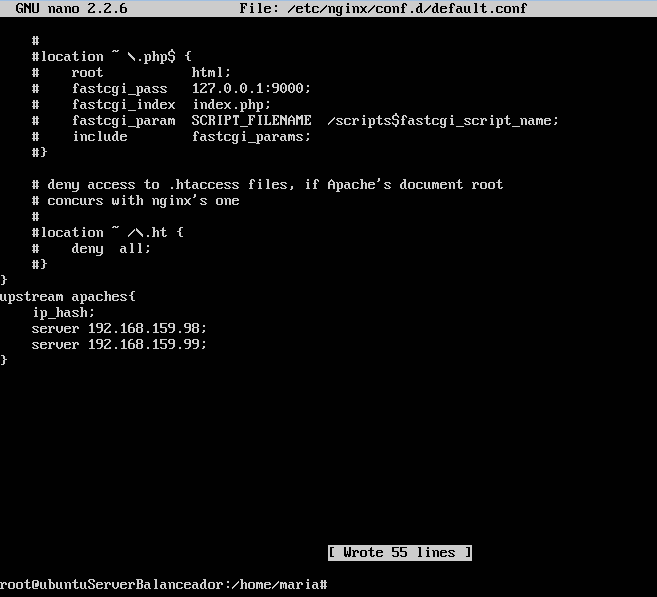 GNU nano 2.2.6 File: /etc/nginx/conf.d/default.conf
#
#location ~ \.php$ {
# root html;
# fastcgi_pass 127.0.0.1:9000;
# fastcgi_index index.php;
# fastcgi_param SCRIPT_FILENAME /scripts$fastcgi_script_name;
# include fastcgi_params;
#}
# deny access to .htaccess files, if Apache's document root
# concurs with nginx's one
#
#location ~ /\.ht {
# deny all;
#}
}
upstream apaches{
ip_hash;
server 192.168.159.98;
server 192.168.159.99;
}
[ Wrote 55 lines ]
root@ubuntuServerBalanceador:/home/maria#